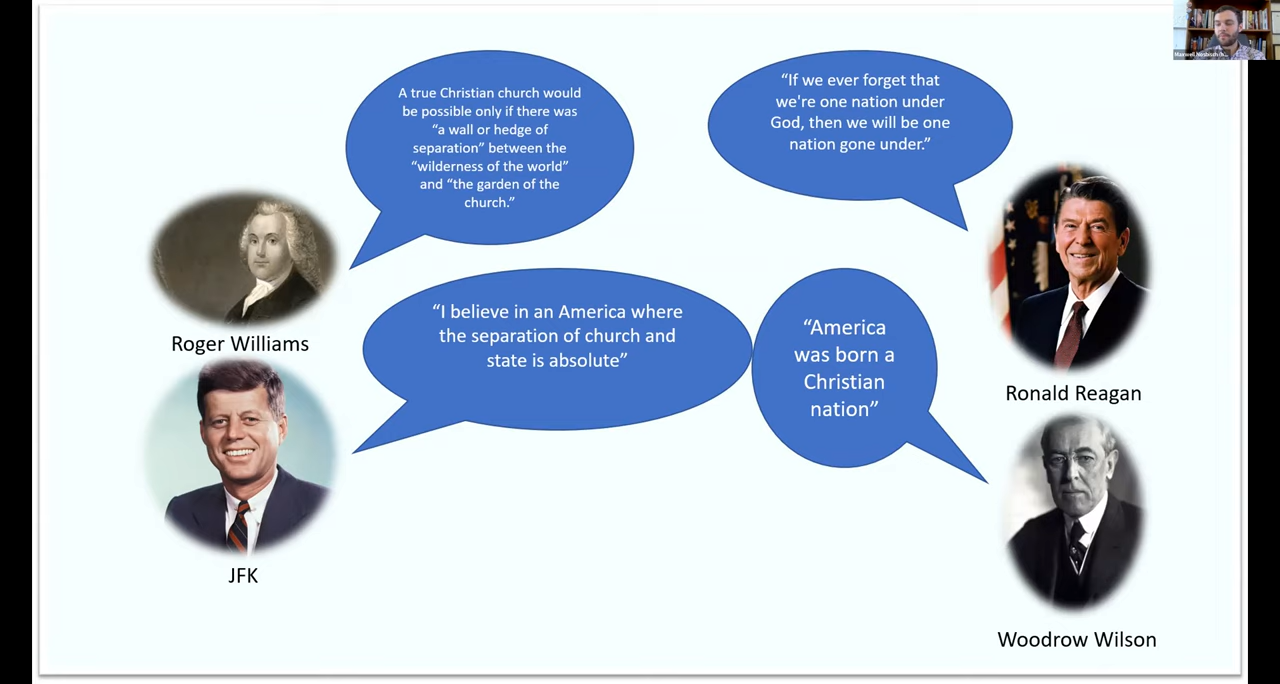 A true Christian church would
be possible only if there was
“a wall or hedge of
separation” between the
“wilderness of the world”
and “the garden of the
church.”
“If we ever forget that
we're one nation under
God, then we will be one
nation gone under.”
Roger Williams
“I believe in an America where
the separation of church and
state is absolute”
“America
was born a
Christian
nation”
Ronald Reagan
JFK
Woodrow Wilson